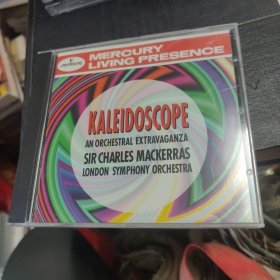 MERCURY
LIVING PRESENCE
KALEIDOSCOPE
AN ORCHESTRAL EXTRAVAGANZA
SIR CHARLES MACKERRAS
LONDON SYMPHONY ORCHESTRA